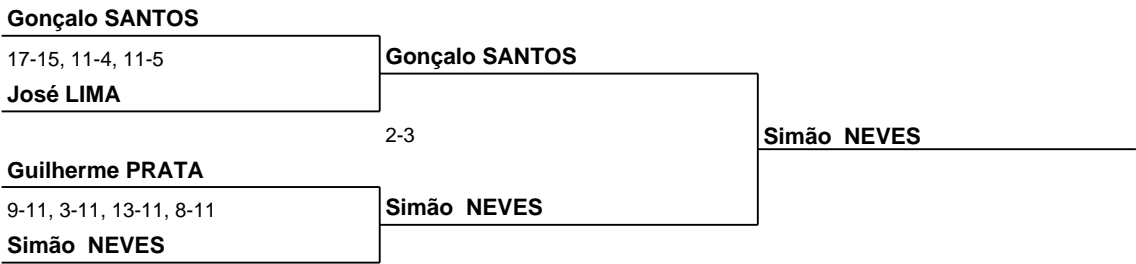 Gonçalo SANTOS
17-15, 11-4, 11-5
Gonçalo SANTOS
José LIMA
2-3
Simão  NEVES
Guilherme PRATA
9-11, 3-11, 13-11, 8-11
Simão  NEVES
Simão  NEVES